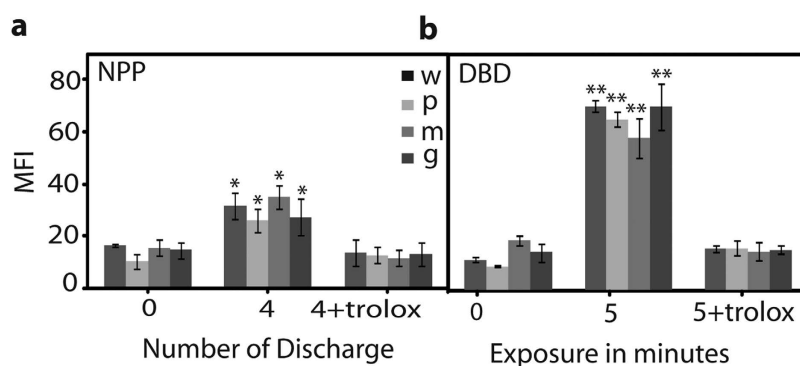 a
b
NPP
DBD
w
p
m
g
80
60
40
20
0
MFI
* * * *
** ** ** **
0 4 4+trolox
0 5 5+trolox
Number of Discharge
Exposure in minutes